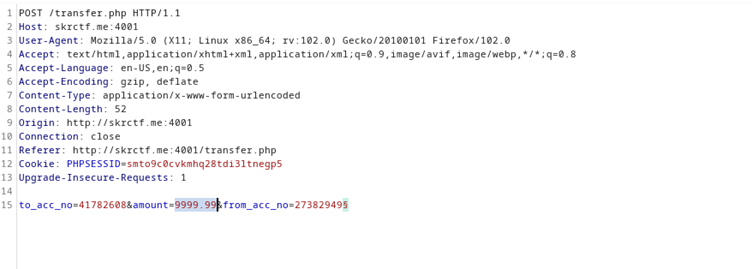 1 POST /transfer.php HTTP/1.1
2 Host: skrctf.me:4001
3 User-Agent: Mozilla/5.0 (X11; Linux x86_64; rv:102.0) Gecko/20100101 Firefox/102.0
4 Accept: text/html,application/xhtml+xml,application/xml;q=0.9,image/avif,image/webp,*/*;q=0.8
5 Accept-Language: en-US,en;q=0.5
6 Accept-Encoding: gzip, deflate
7 Content-Type: application/x-www-form-urlencoded
8 Content-Length: 52
9 Origin: http://skrctf.me:4001
10 Connection: close
11 Referer: http://skrctf.me:4001/transfer.php
12 Cookie: PHPSESSID=smto9c0cvkmhq28tdi31tnegp5
13 Upgrade-Insecure-Requests: 1
14
15 to_acc_no=41782608&amount=9999.99&from_acc_no=27382949§